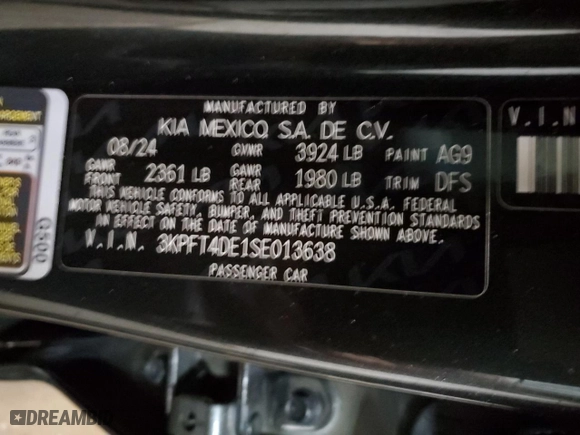 MANUFACTURED BY
KIA MEXICO, S.A. DE C.V.
08/24 GVWR 3924 LB PAINT AG9
GAWR FRONT 2361 LB GAWR REAR 1980 LB TRIM DFS
THIS VEHICLE CONFORMS TO ALL APPLICABLE U.S.A. FEDERAL
MOTOR VEHICLE SAFETY, BUMPER, AND THEFT PREVENTION STANDARDS
IN EFFECT ON THE DATE OF MANUFACTURE SHOWN ABOVE.
V.I.N. 3KPFT4DE1SE013638
PASSENGER CAR
V.I.N
G000
DREAMBI